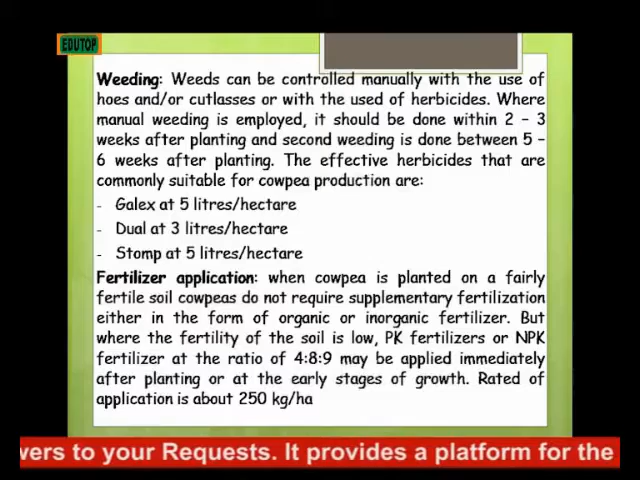 EDUTOP
Weeding: Weeds can be controlled manually with the use of
hoes and/or cutlasses or with the used of herbicides. Where
manual weeding is employed, it should be done within 2 – 3
weeks after planting and second weeding is done between 5 –
6 weeks after planting. The effective herbicides that are
commonly suitable for cowpea production are:
- Galex at 5 litres/hectare
- Dual at 3 litres/hectare
- Stomp at 5 litres/hectare
Fertilizer application: when cowpea is planted on a fairly
fertile soil cowpeas do not require supplementary fertilization
either in the form of organic or inorganic fertilizer. But
where the fertility of the soil is low, PK fertilizers or NPK
fertilizer at the ratio of 4:8:9 may be applied immediately
after planting or at the early stages of growth. Rated of
application is about 250 kg/ha
wers to your Requests. It provides a platform for the